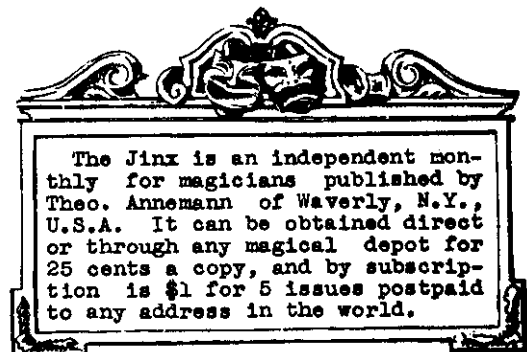 The Jinx is an independent mon-
thly for magicians published by
Theo. Annemann of Waverly, N.Y.,
U.S.A. It can be obtained direct
or through any magical depot for
25 cents a copy, and by subscrip-
tion is $1 for 5 issues postpaid
to any address in the world.